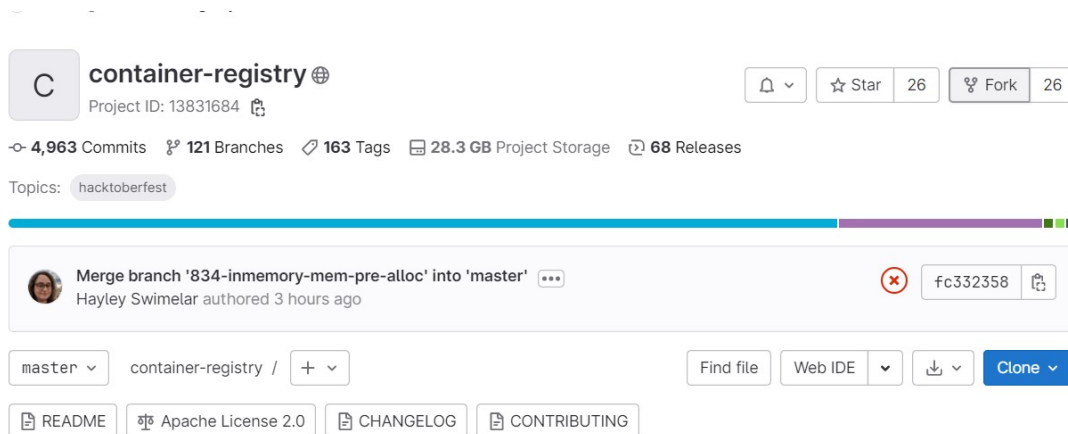 C
container-registry
Project ID: 13831684
Star 26 Fork 26
4,963 Commits 121 Branches 163 Tags 28.3 GB Project Storage 68 Releases
Topics: hacktoberfest
Merge branch '834-inmemory-mem-pre-alloc' into 'master'
Hayley Swimelar authored 3 hours ago
fc332358
master container-registry / + Find file Web IDE Clone
README Apache License 2.0 CHANGELOG CONTRIBUTING